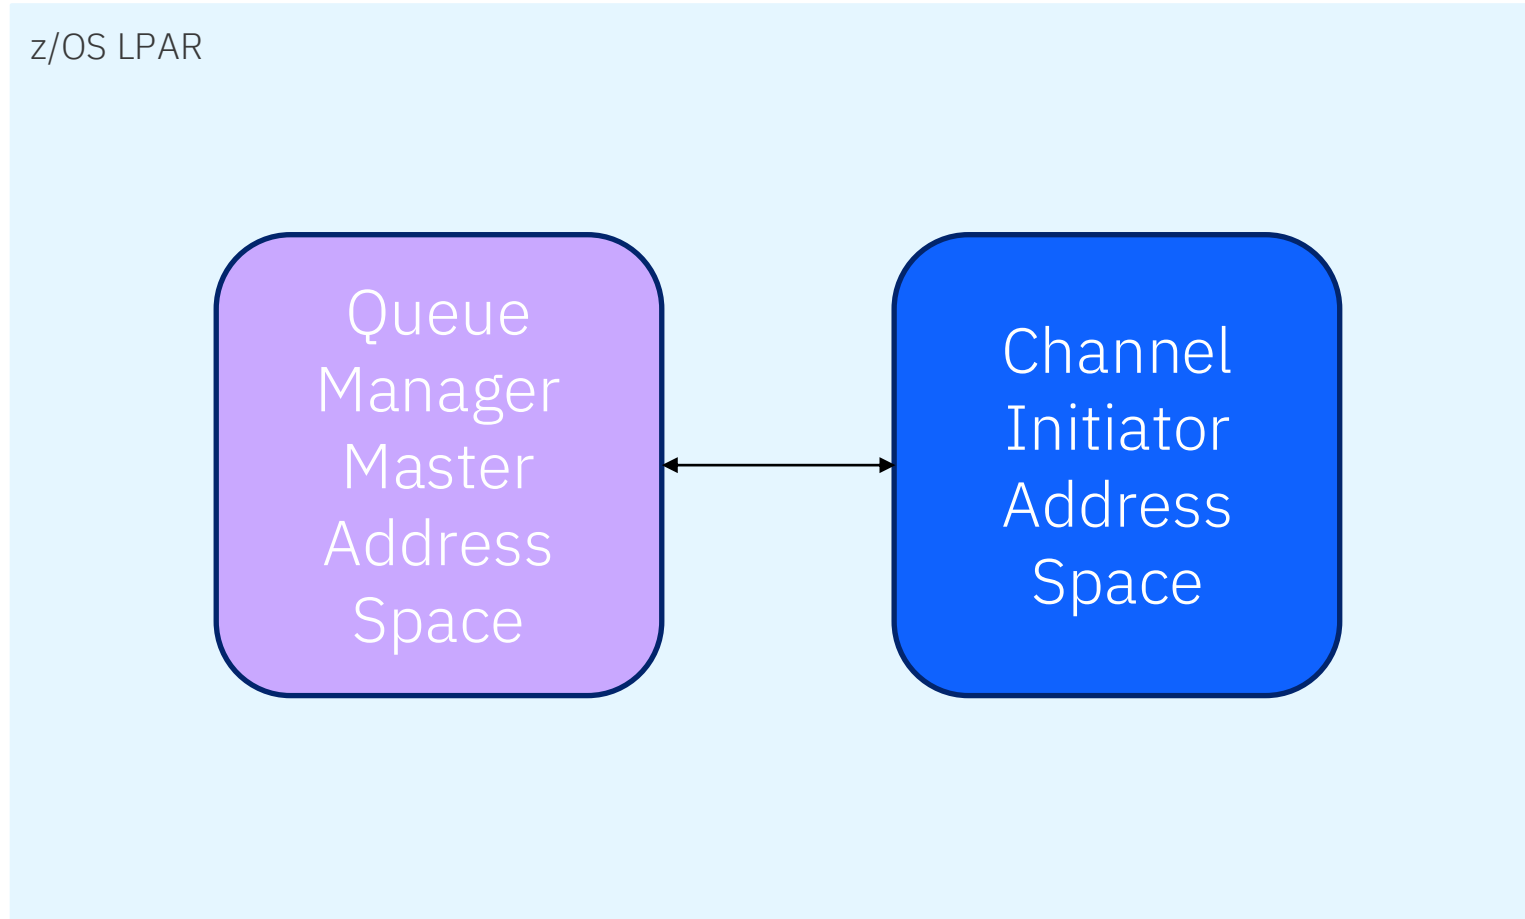 z/OS LPAR
Queue
Manager
Master
Address
Space
Channel
Initiator
Address
Space